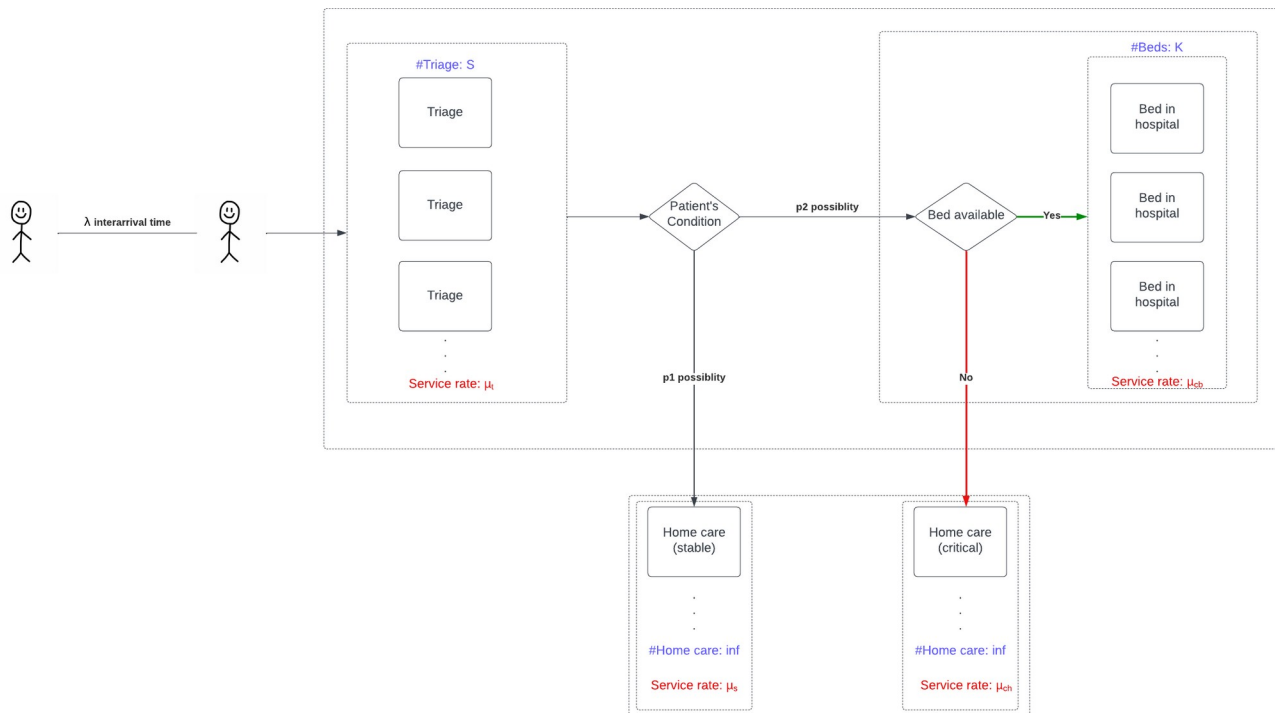 #Triage: S
Triage
Triage
Triage
.
.
.
Service rate: μt
λ interarrival time
Patient's
Condition
p2 possiblity
p1 possiblity
Bed available
Yes
No
#Beds: K
Bed in
hospital
Bed in
hospital
Bed in
hospital
.
.
.
Service rate: μcb
Home care
(stable)
.
.
.
#Home care: inf
Service rate: μs
Home care
(critical)
.
.
.
#Home care: inf
Service rate: μch